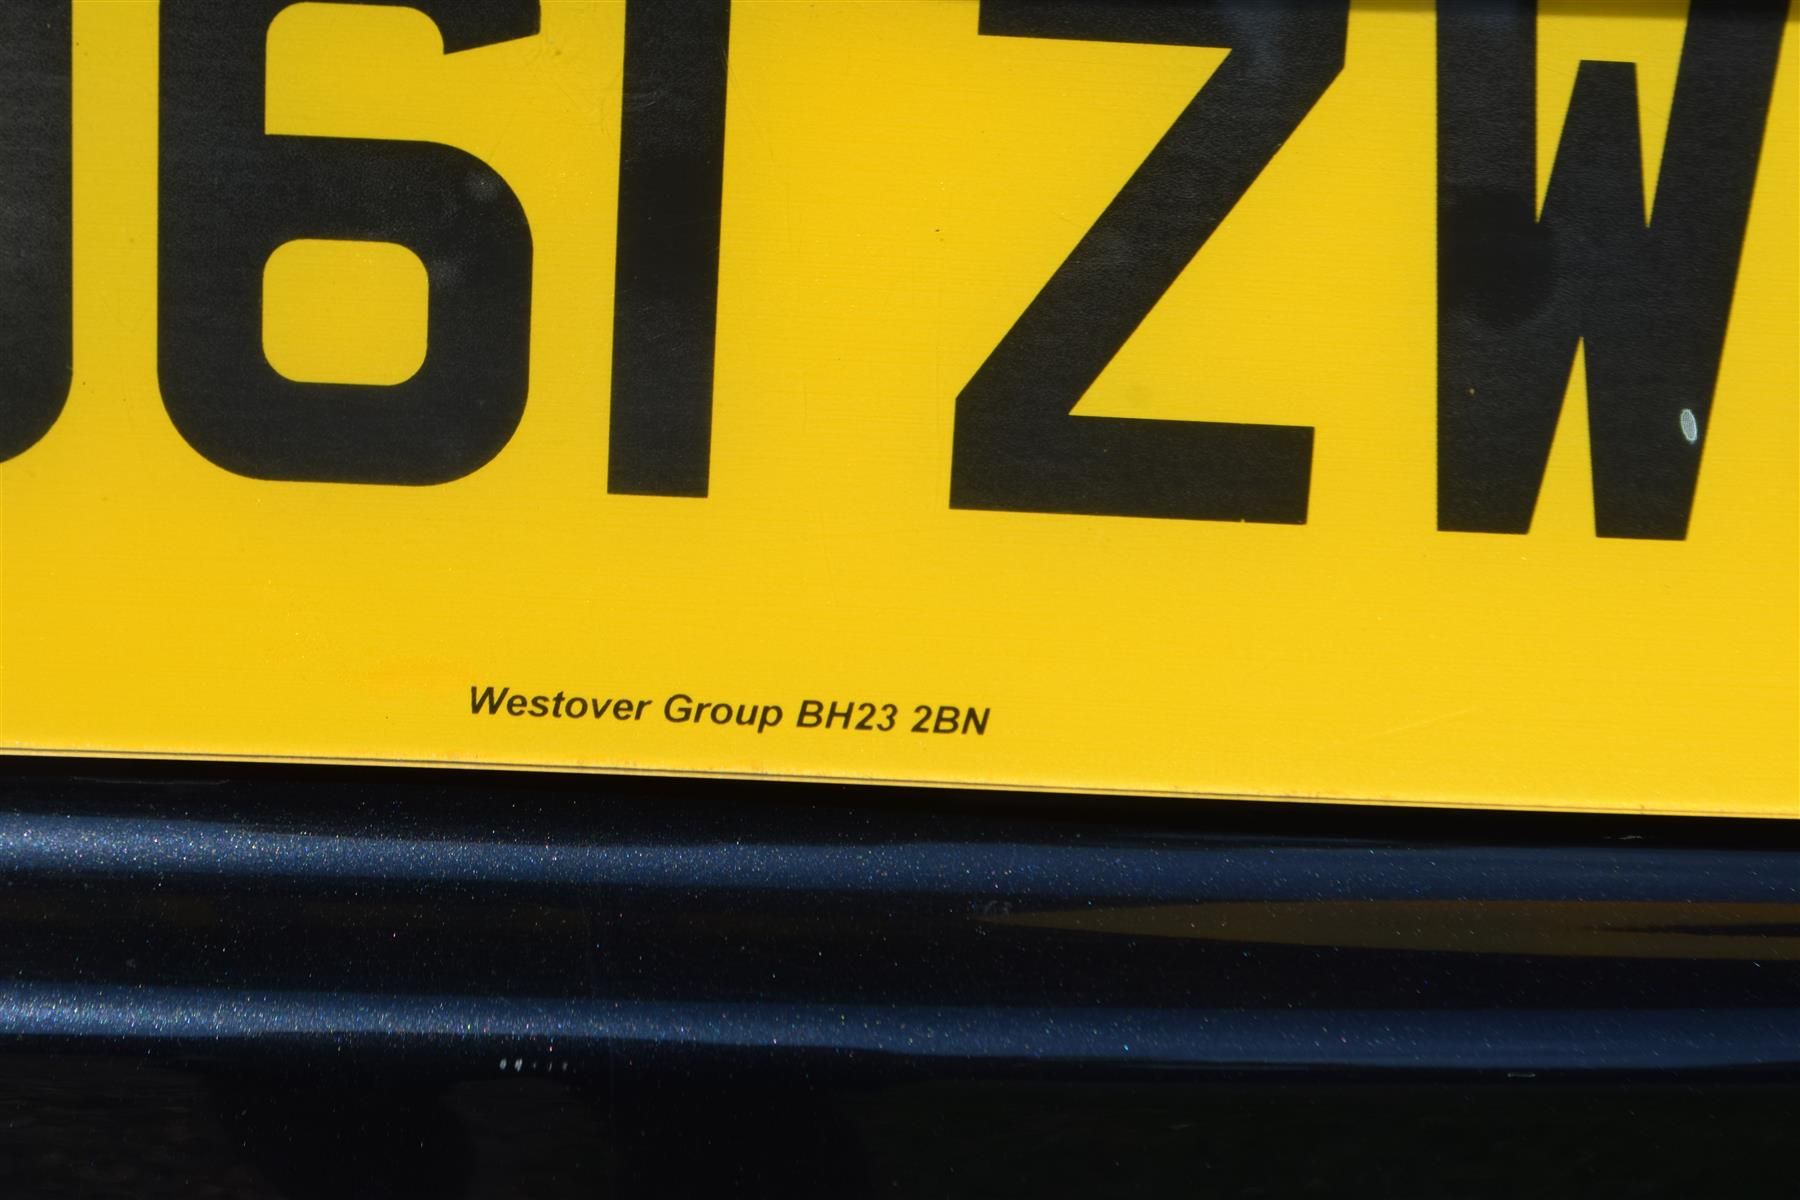 61 ZW
Westover Group BH23 2BN